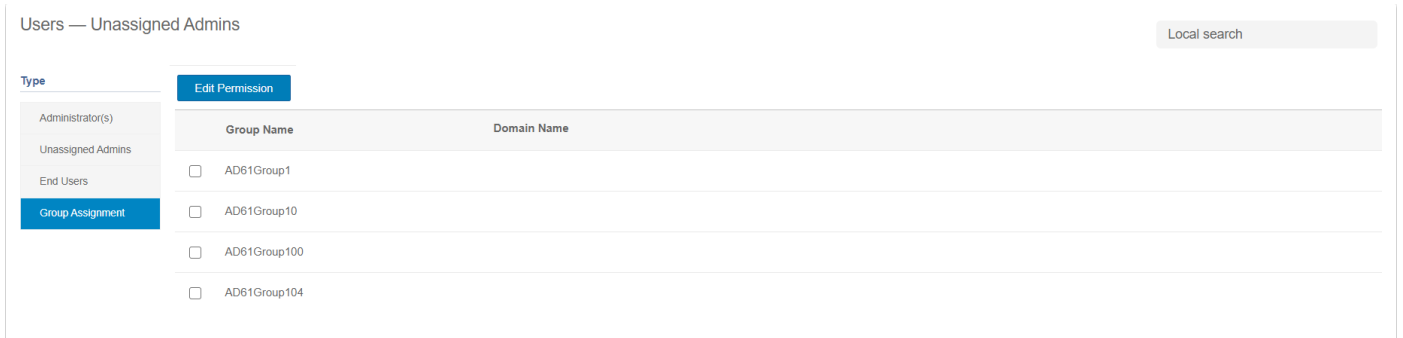 Users — Unassigned Admins
Local search
Type
Edit Permission
Administrator(s)
Group Name
Domain Name
Unassigned Admins
AD61Group1
End Users
Group Assignment
AD61Group10
AD61Group100
AD61Group104